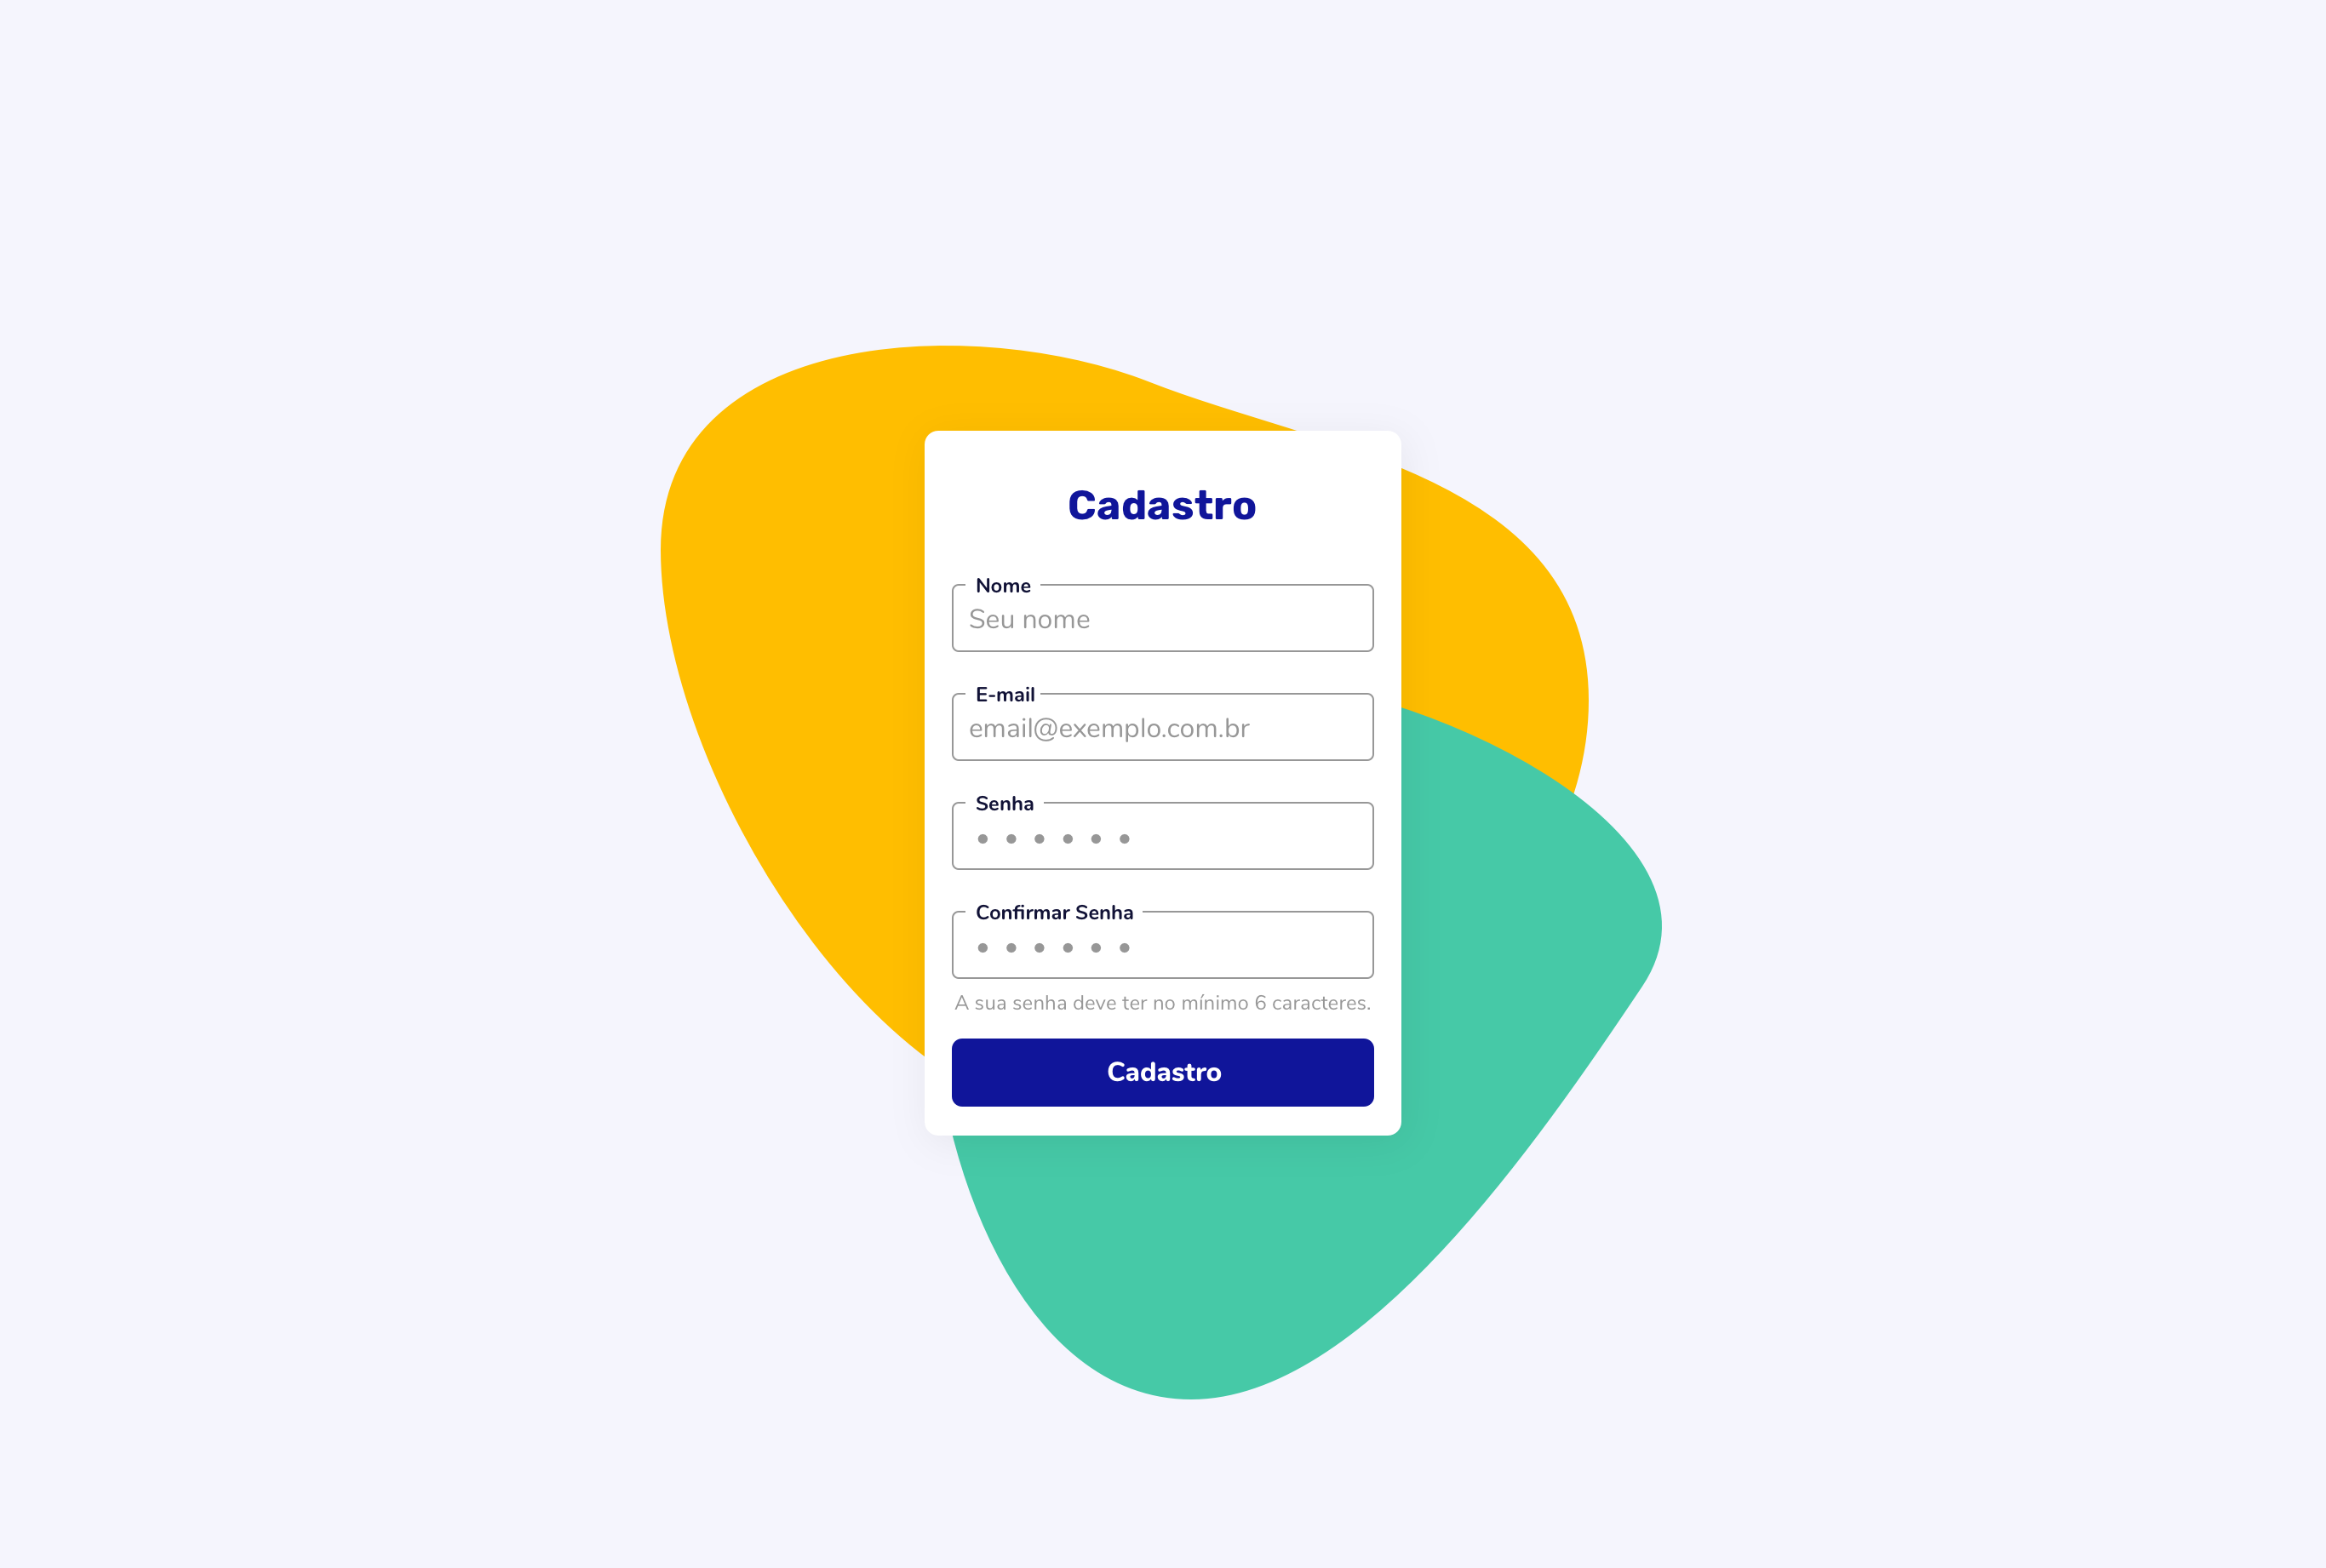 Cadastro
Nome
Seu nome
E-mail
email@exemplo.com.br
Senha
• • • • • •
Confirmar Senha
• • • • • •
A sua senha deve ter no mínimo 6 caracteres.
Cadastro